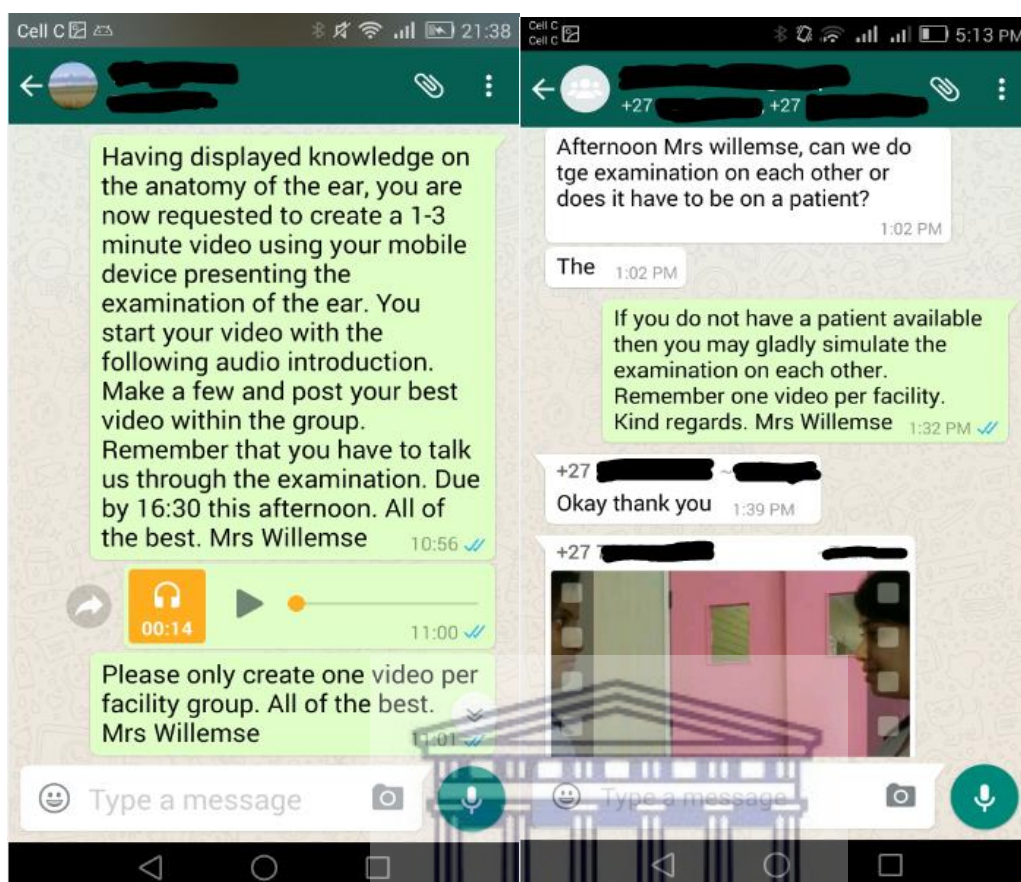 Cell C
21:38
Having displayed knowledge on
the anatomy of the ear, you are
now requested to create a 1-3
minute video using your mobile
device presenting the
examination of the ear. You
start your video with the
following audio introduction.
Make a few and post your best
video within the group.
Remember that you have to talk
us through the examination. Due
by 16:30 this afternoon. All of
the best. Mrs Willemse 10:56
00:14
11:00
Please only create one video per
facility group. All of the best.
Mrs Willemse
11:01
Type a message
Cell C
Cell C
5:13 PM
+27 , +27
Afternoon Mrs willemse, can we do
tge examination on each other or
does it have to be on a patient?
1:02 PM
The 1:02 PM
If you do not have a patient available
then you may gladly simulate the
examination on each other.
Remember one video per facility.
Kind regards. Mrs Willemse 1:32 PM
+27 ~
Okay thank you 1:39 PM
+27
Type a message